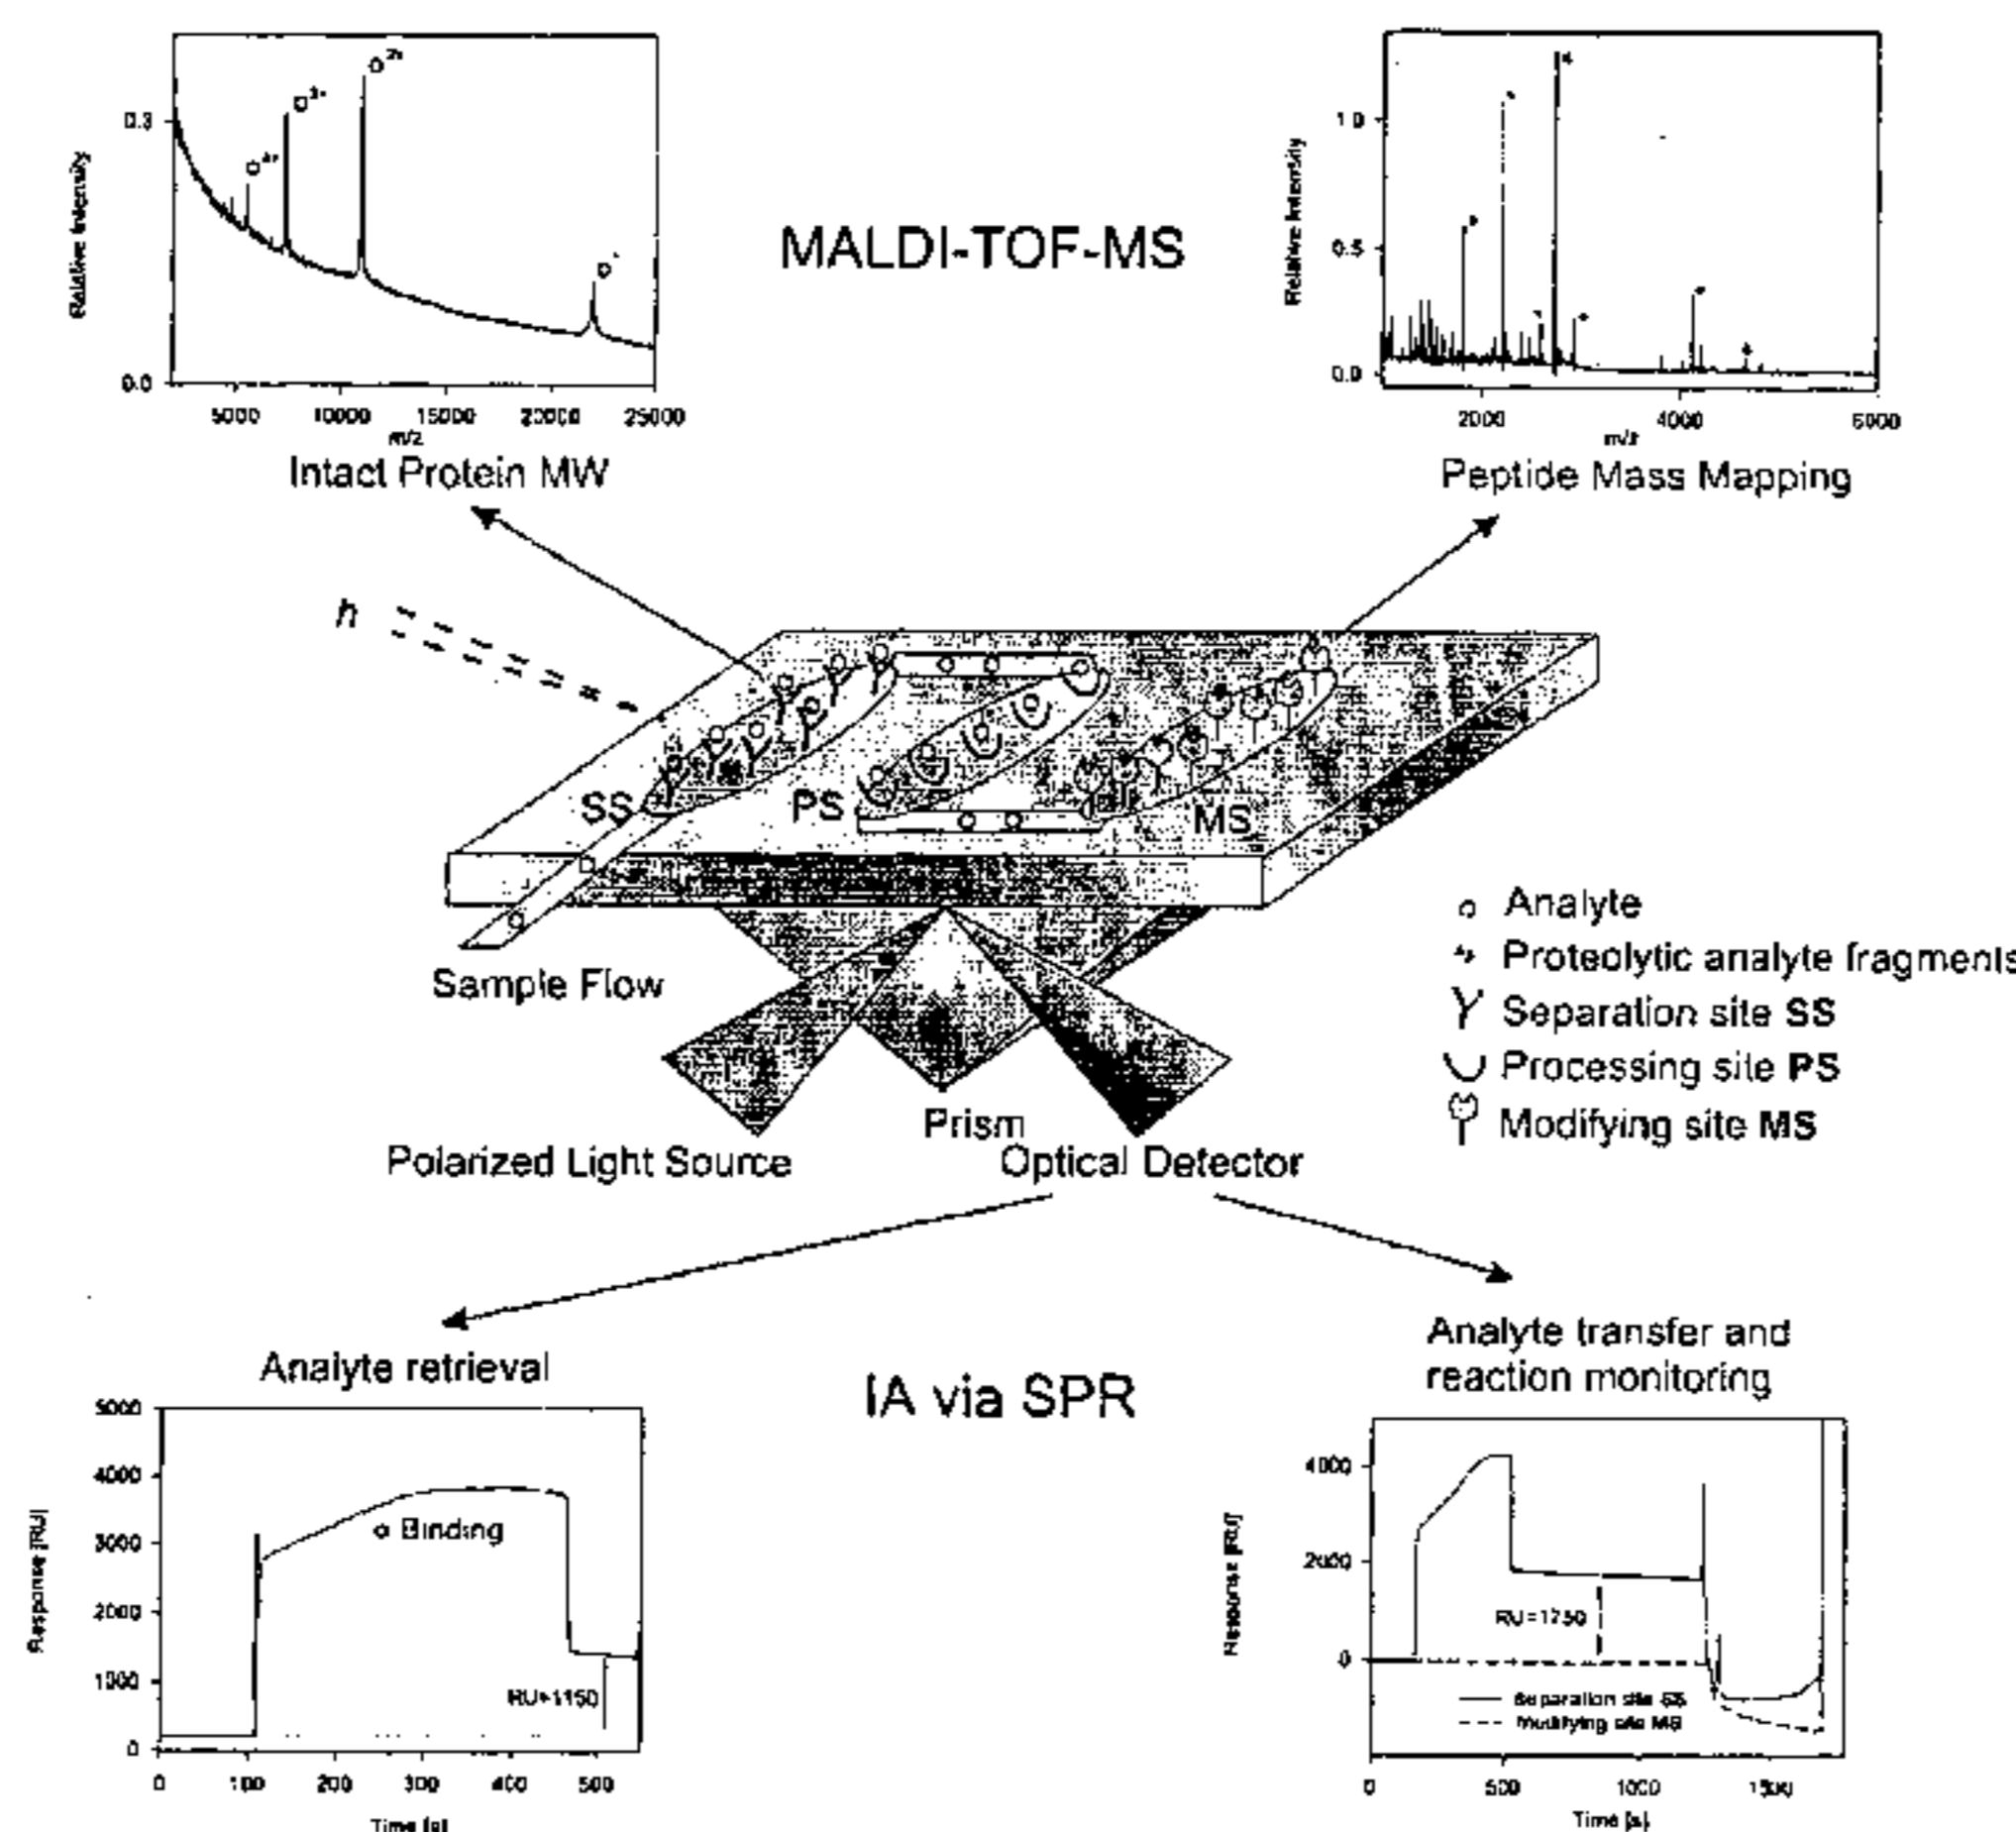 0.3
0.0
Relative Intensity
5000 10000 15000 20000 25000
m/z
Intact Protein MW
MALDI-TOF-MS
1.0
0.5
0.0
Relative Intensity
2000 4000 6000
m/z
Peptide Mass Mapping
h
SS
PS
MS
Sample Flow
Analyte
Proteolytic analyte fragments
Separation site SS
Processing site PS
Modifying site MS
Prism
Polarized Light Source
Optical Detector
Analyte retrieval
IA via SPR
Analyte transfer and
reaction monitoring
5000
4000
3000
2000
1000
0
Response [RU]
Binding
0 100 200 300 400 500
Time [s]
4000
2000
0
Response [RU]
RU=1750
Separation site SS
Modifying site MS
0 500 1000 1500
Time [s]